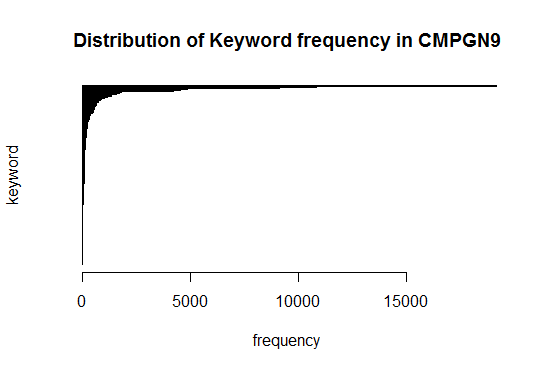 Distribution of Keyword frequency in CMPGN9
keyword
0 5000 10000 15000
frequency